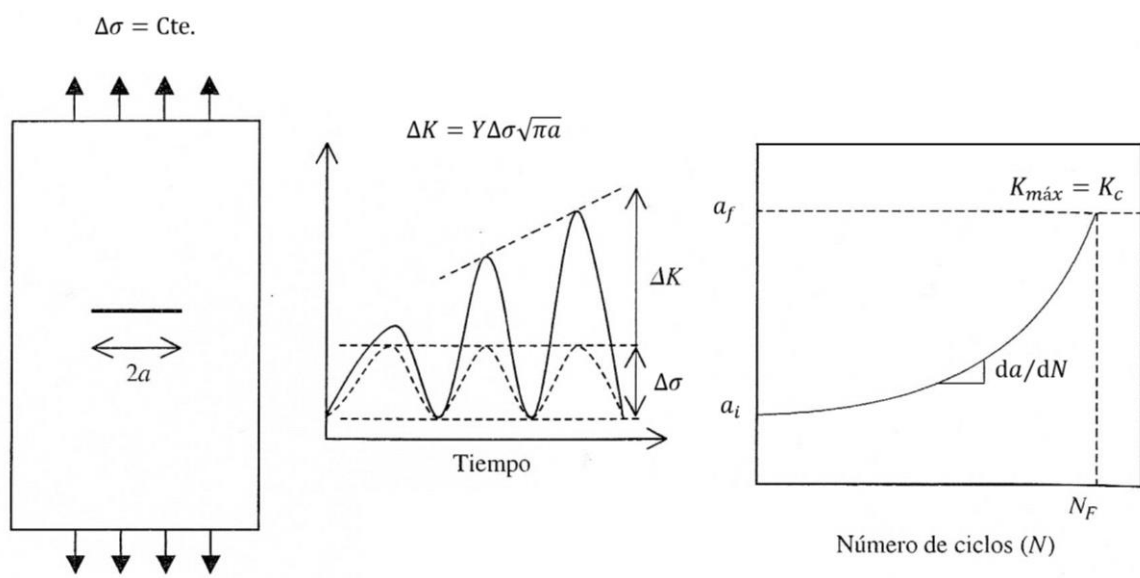 Δσ = Cte.
2a
ΔK = YΔσ√πa
ΔK
Δσ
Tiempo
K_máx = K_c
a_f
a_i
da/dN
N_F
Número de ciclos (N)